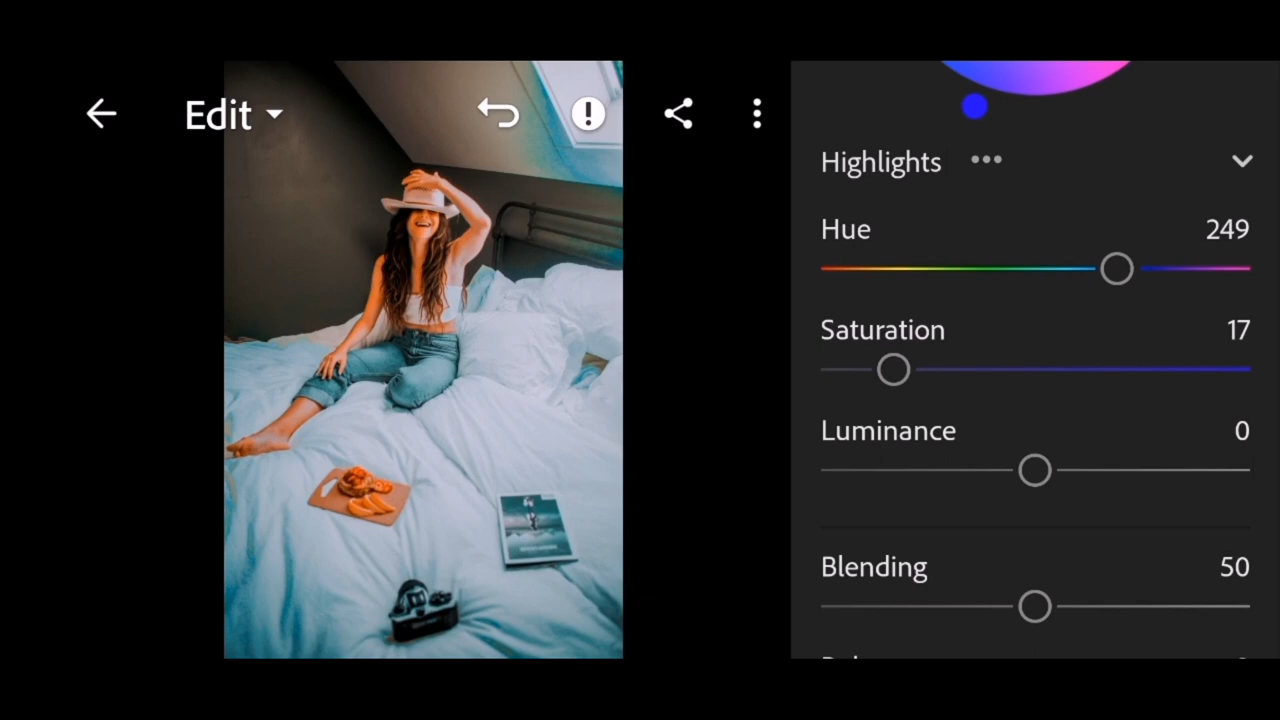 Edit
Highlights
Hue 249
Saturation 17
Luminance 0
Blending 50